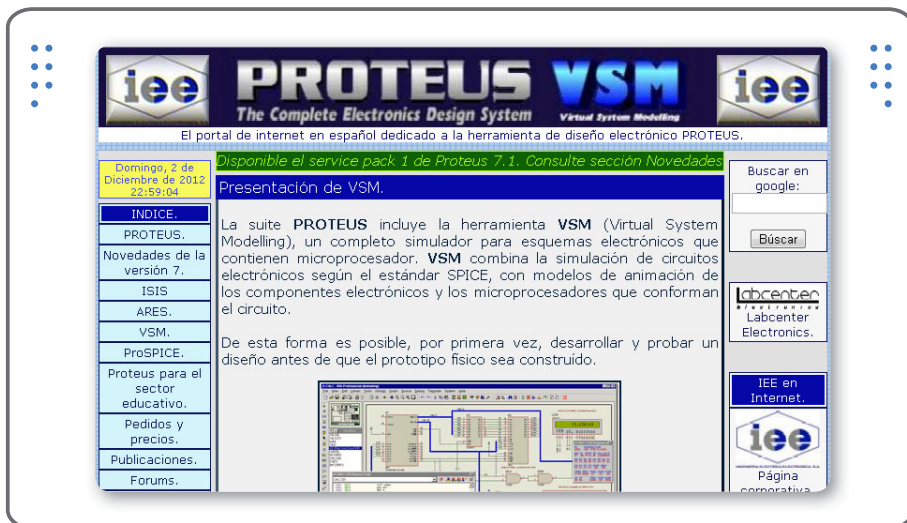 iee
PROTEUS VSM
The Complete Electronics Design System
Virtual System Modelling
iee
El portal de internet en español dedicado a la herramienta de diseño electrónico PROTEUS.
Domingo, 2 de
Diciembre de 2012
22:59:04
INDICE.
PROTEUS.
Novedades de la
versión 7.
ISIS
ARES.
VSM.
ProSPICE.
Proteus para el
sector
educativo.
Pedidos y
precios.
Publicaciones.
Forums.
Disponible el service pack 1 de Proteus 7.1. Consulte sección Novedades
Presentación de VSM.
La suite PROTEUS incluye la herramienta VSM (Virtual System
Modelling), un completo simulador para esquemas electrónicos que
contienen microprocesador. VSM combina la simulación de circuitos
electrónicos según el estándar SPICE, con modelos de animación de
los componentes electrónicos y los microprocesadores que conforman
el circuito.
De esta forma es posible, por primera vez, desarrollar y probar un
diseño antes de que el prototipo físico sea construído.
Buscar en
google:
Búscar
labcenter
electronics
Labcenter
Electronics.
IEE en
Internet.
iee
Página
corporativa